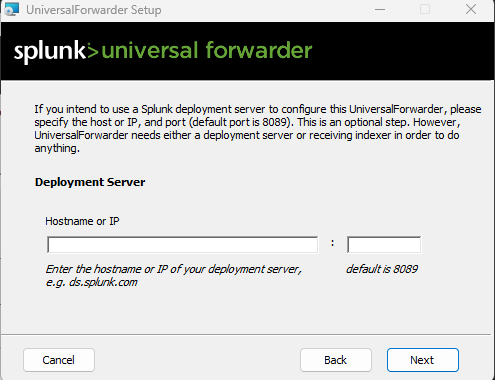 UniversalForwarder Setup
splunk>universal forwarder
If you intend to use a Splunk deployment server to configure this UniversalForwarder, please
specify the host or IP, and port (default port is 8089). This is an optional step. However,
UniversalForwarder needs either a deployment server or receiving indexer in order to do
anything.
Deployment Server
Hostname or IP
:
Enter the hostname or IP of your deployment server, default is 8089
e.g. ds.splunk.com
Cancel Back Next